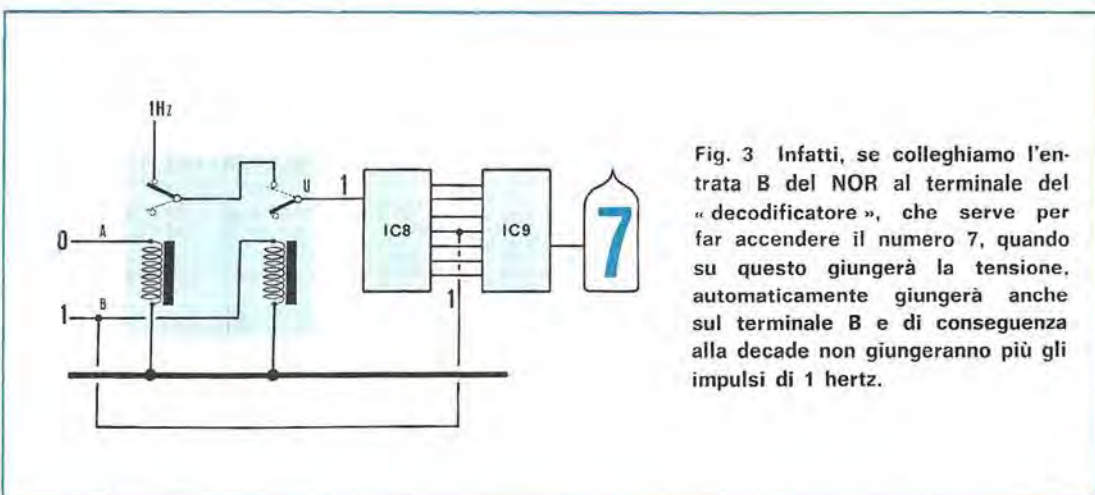 1Hz
U
1
0
A
1
B
IC8
IC9
7
1
Fig. 3 Infatti, se colleghiamo l'en-
trata B del NOR al terminale del
« decodificatore », che serve per
far accendere il numero 7, quando
su questo giungerà la tensione,
automaticamente giungerà anche
sul terminale B e di conseguenza
alla decade non giungeranno più gli
impulsi di 1 hertz.